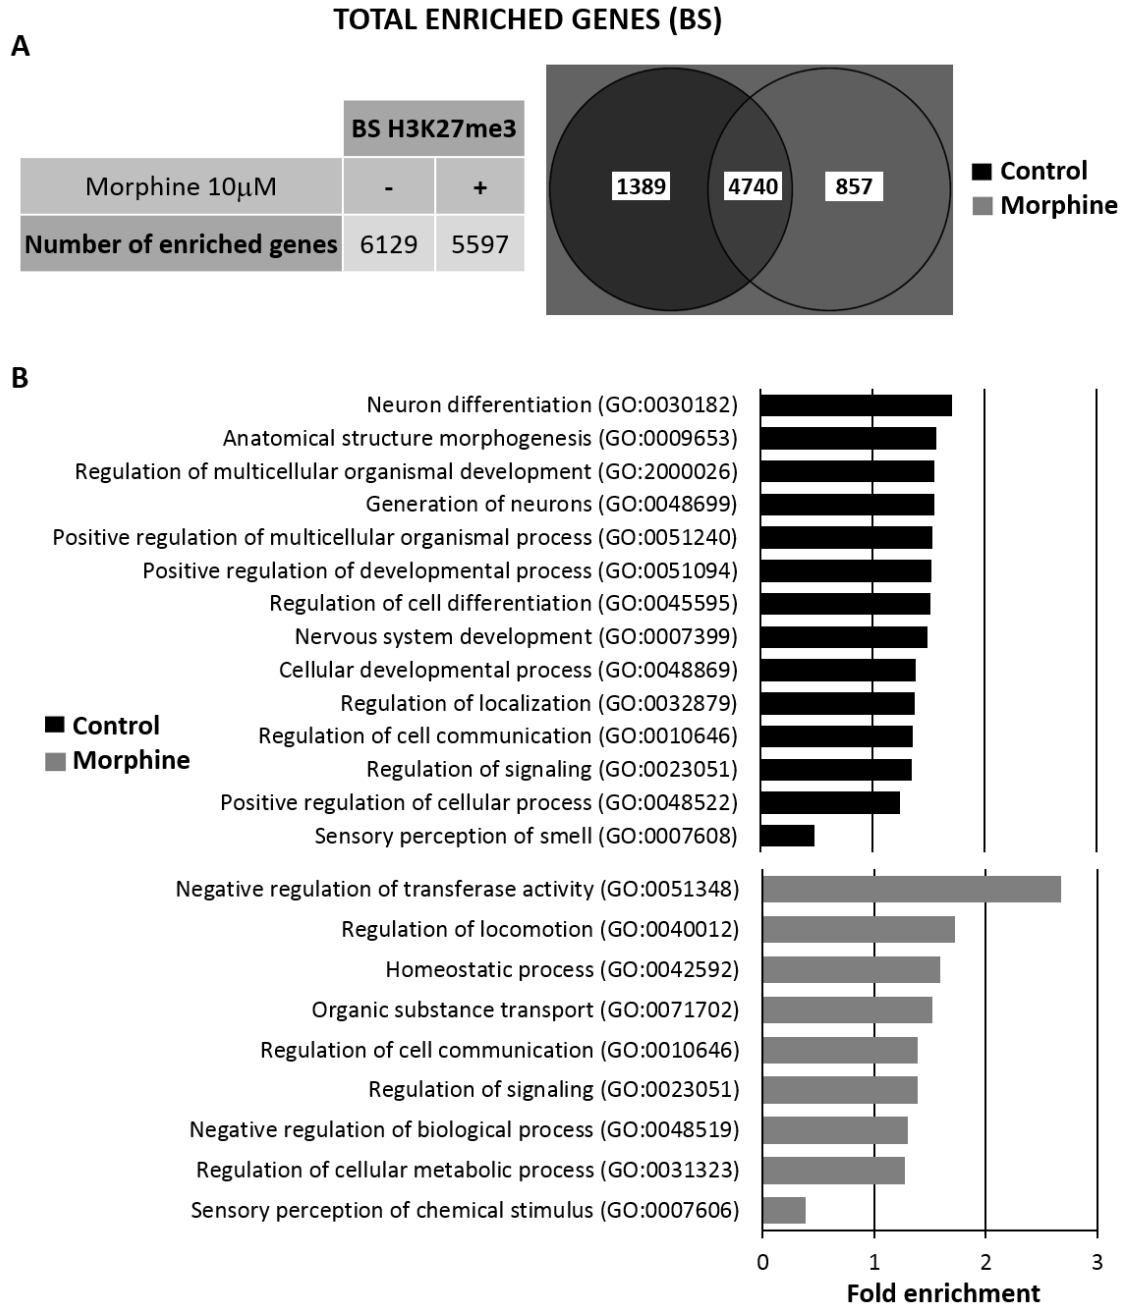 TOTAL ENRICHED GENES (BS)
A
BS H3K27me3
Morphine 10μM - +
Number of enriched genes 6129 5597
1389 4740 857
Control
Morphine
B
Neuron differentiation (GO:0030182)
Anatomical structure morphogenesis (GO:0009653)
Regulation of multicellular organismal development (GO:2000026)
Generation of neurons (GO:0048699)
Positive regulation of multicellular organismal process (GO:0051240)
Positive regulation of developmental process (GO:0051094)
Regulation of cell differentiation (GO:0045595)
Nervous system development (GO:0007399)
Cellular developmental process (GO:0048869)
Regulation of localization (GO:0032879)
Regulation of cell communication (GO:0010646)
Regulation of signaling (GO:0023051)
Positive regulation of cellular process (GO:0048522)
Sensory perception of smell (GO:0007608)
Control
Morphine
Negative regulation of transferase activity (GO:0051348)
Regulation of locomotion (GO:0040012)
Homeostatic process (GO:0042592)
Organic substance transport (GO:0071702)
Regulation of cell communication (GO:0010646)
Regulation of signaling (GO:0023051)
Negative regulation of biological process (GO:0048519)
Regulation of cellular metabolic process (GO:0031323)
Sensory perception of chemical stimulus (GO:0007606)
0 1 2 3
Fold enrichment